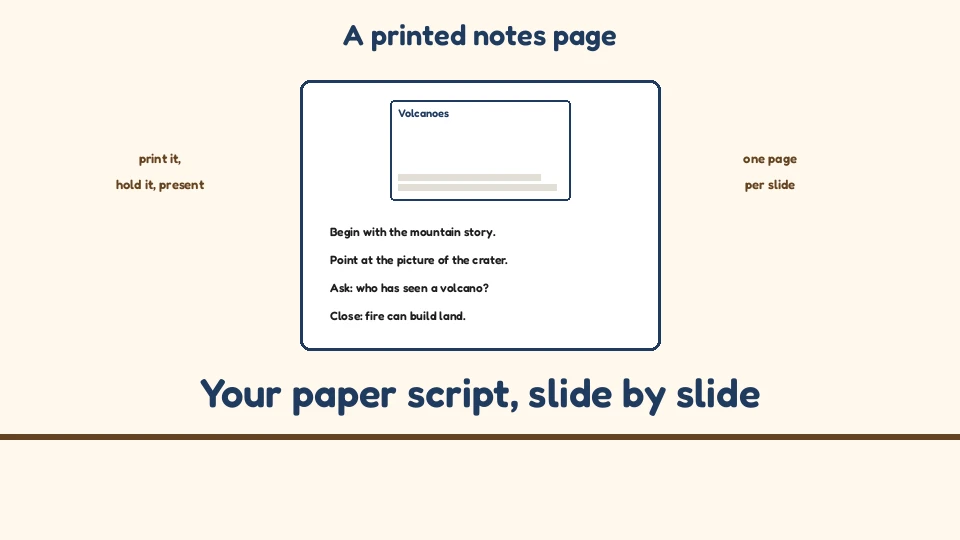 A printed notes page
Volcanoes
print it,
hold it, present
one page
per slide
Begin with the mountain story.
Point at the picture of the crater.
Ask: who has seen a volcano?
Close: fire can build land.
Your paper script, slide by slide